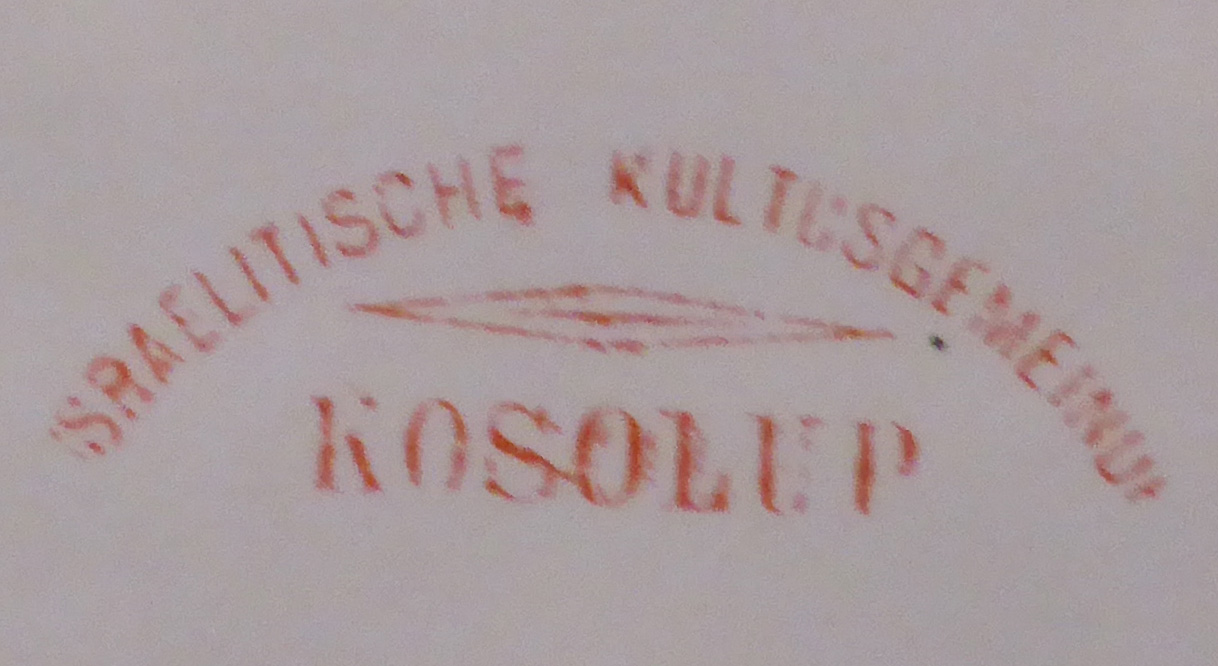 ISRAELITISCHE KULTUSGEMEINDE
KOSOLUP